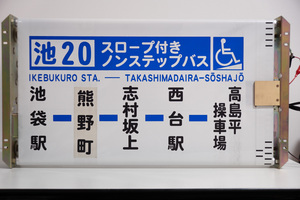 池20
スロープ付き
ノンステップバス
IKEBUKURO STA. — TAKASHIMADAIRA-SŌSHAJŌ
池袋駅
熊野町
志村坂上
西台駅
高島平
操車場